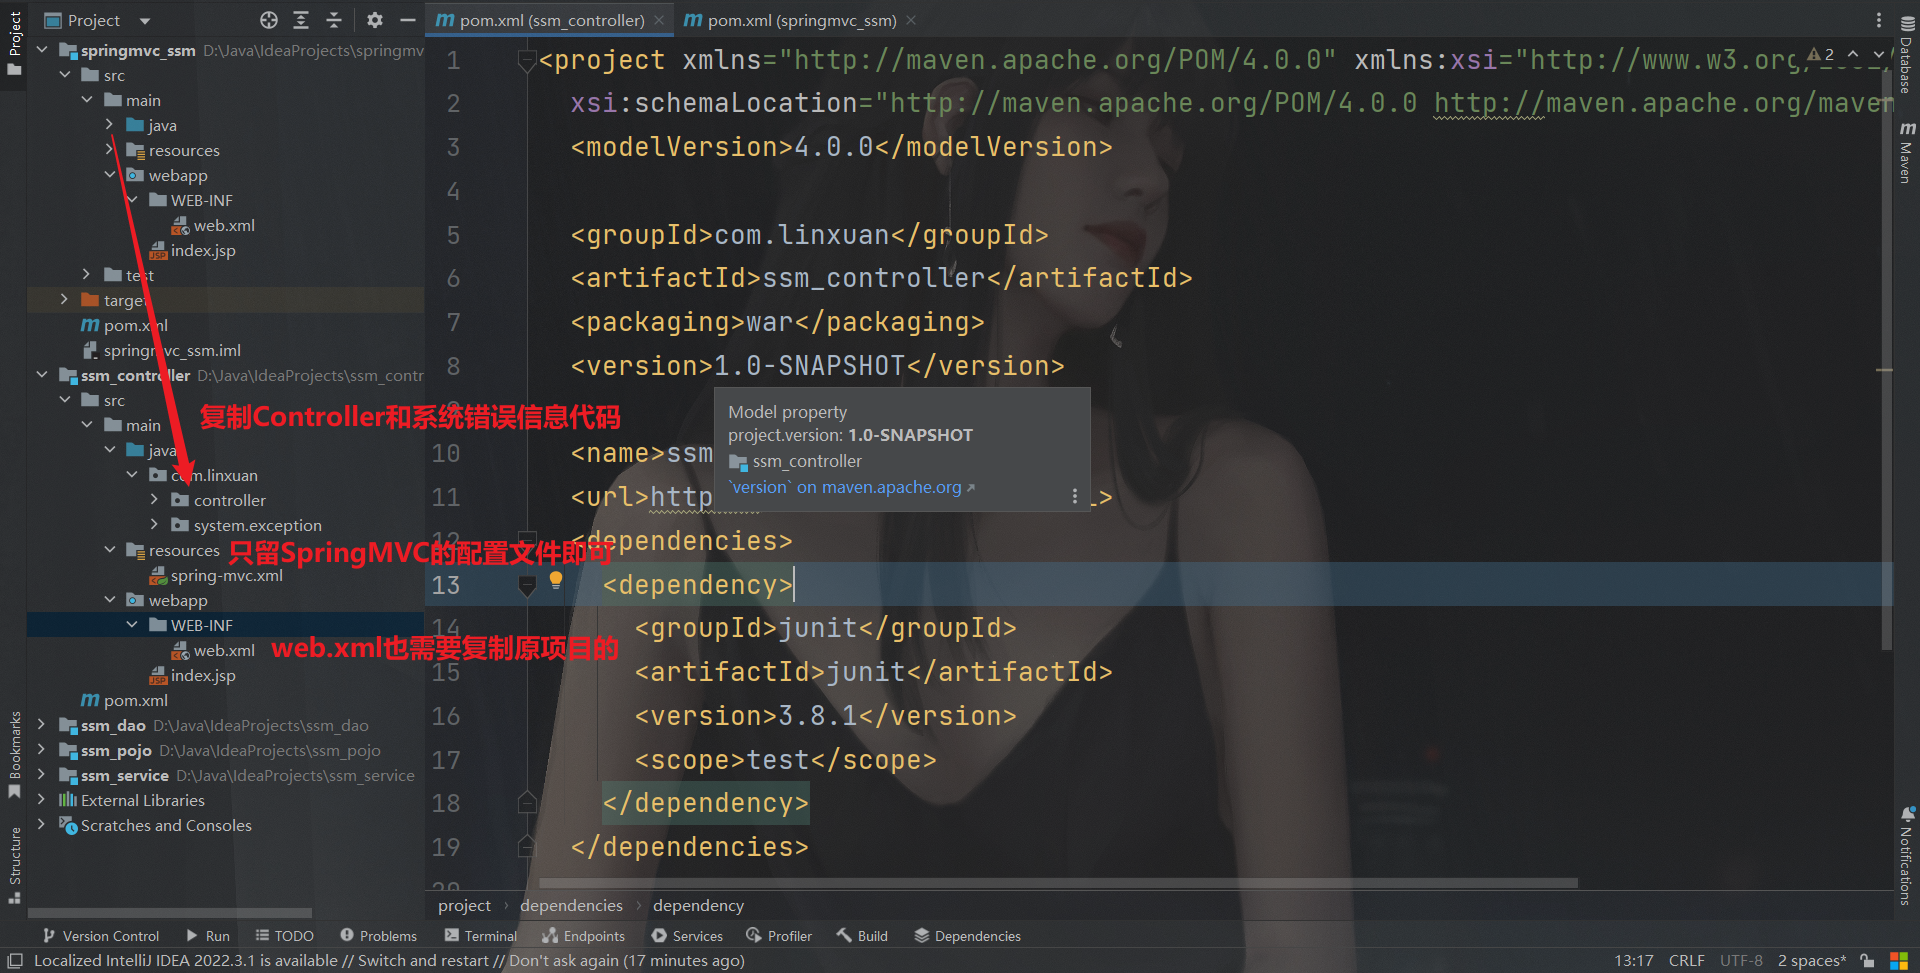 Project
pom.xml (ssm_controller)
pom.xml (springmvc_ssm)
Project
Bookmarks
Structure
springmvc_ssm D:\Java\IdeaProjects\springmv
src
main
java
resources
webapp
WEB-INF
web.xml
index.jsp
test
target
pom.xml
springmvc_ssm.iml
ssm_controller D:\Java\IdeaProjects\ssm_contr
src
main
java
com.linxuan
controller
system.exception
resources
spring-mvc.xml
webapp
WEB-INF
web.xml
index.jsp
pom.xml
ssm_dao D:\Java\IdeaProjects\ssm_dao
ssm_pojo D:\Java\IdeaProjects\ssm_pojo
ssm_service D:\Java\IdeaProjects\ssm_service
External Libraries
Scratches and Consoles
复制Controller和系统错误信息代码
只留SpringMVC的配置文件即可
web.xml也需要复制原项目的
1 <project xmlns="http://maven.apache.org/POM/4.0.0" xmlns:xsi="http://www.w3.org/
2 xsi:schemaLocation="http://maven.apache.org/POM/4.0.0 http://maven.apache.org/maven
3 <modelVersion>4.0.0</modelVersion>
4
5 <groupId>com.linxuan</groupId>
6 <artifactId>ssm_controller</artifactId>
7 <packaging>war</packaging>
8 <version>1.0-SNAPSHOT</version>
10 <name>ssm
11 <url>http
12 <dependencies>
13 <dependency>
14 <groupId>junit</groupId>
15 <artifactId>junit</artifactId>
16 <version>3.8.1</version>
17 <scope>test</scope>
18 </dependency>
19 </dependencies>
2
Model property
project.version: 1.0-SNAPSHOT
ssm_controller
`version` on maven.apache.org
Database
Maven
Notifications
project › dependencies › dependency
Version Control Run TODO Problems Terminal Endpoints Services Profiler Build Dependencies
Localized IntelliJ IDEA 2022.3.1 is available // Switch and restart // Don't ask again (17 minutes ago)
13:17 CRLF UTF-8 2 spaces*